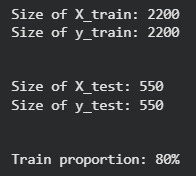 Size of X_train: 2200
Size of y_train: 2200
Size of X_test: 550
Size of y_test: 550
Train proportion: 80%